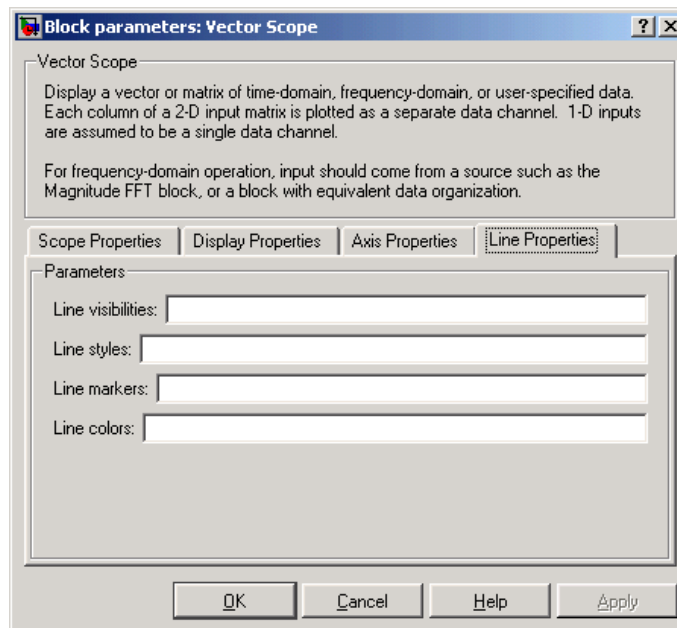 Block parameters: Vector Scope
Vector Scope
Display a vector or matrix of time-domain, frequency-domain, or user-specified data.
Each column of a 2-D input matrix is plotted as a separate data channel. 1-D inputs
are assumed to be a single data channel.
For frequency-domain operation, input should come from a source such as the
Magnitude FFT block, or a block with equivalent data organization.
Scope Properties Display Properties Axis Properties Line Properties
Parameters
Line visibilities:
Line styles:
Line markers:
Line colors:
OK Cancel Help Apply